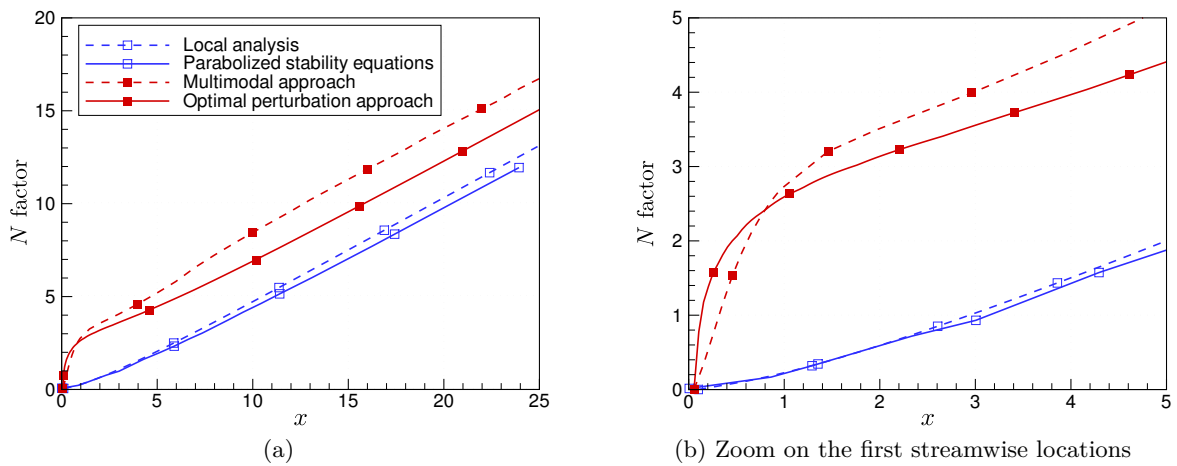 20
15
10
5
0
N factor
Local analysis
Parabolized stability equations
Multimodal approach
Optimal perturbation approach
0 5 10 15 20 25
x
(a)
5
4
3
2
1
0
N factor
0 1 2 3 4 5
x
(b) Zoom on the first streamwise locations